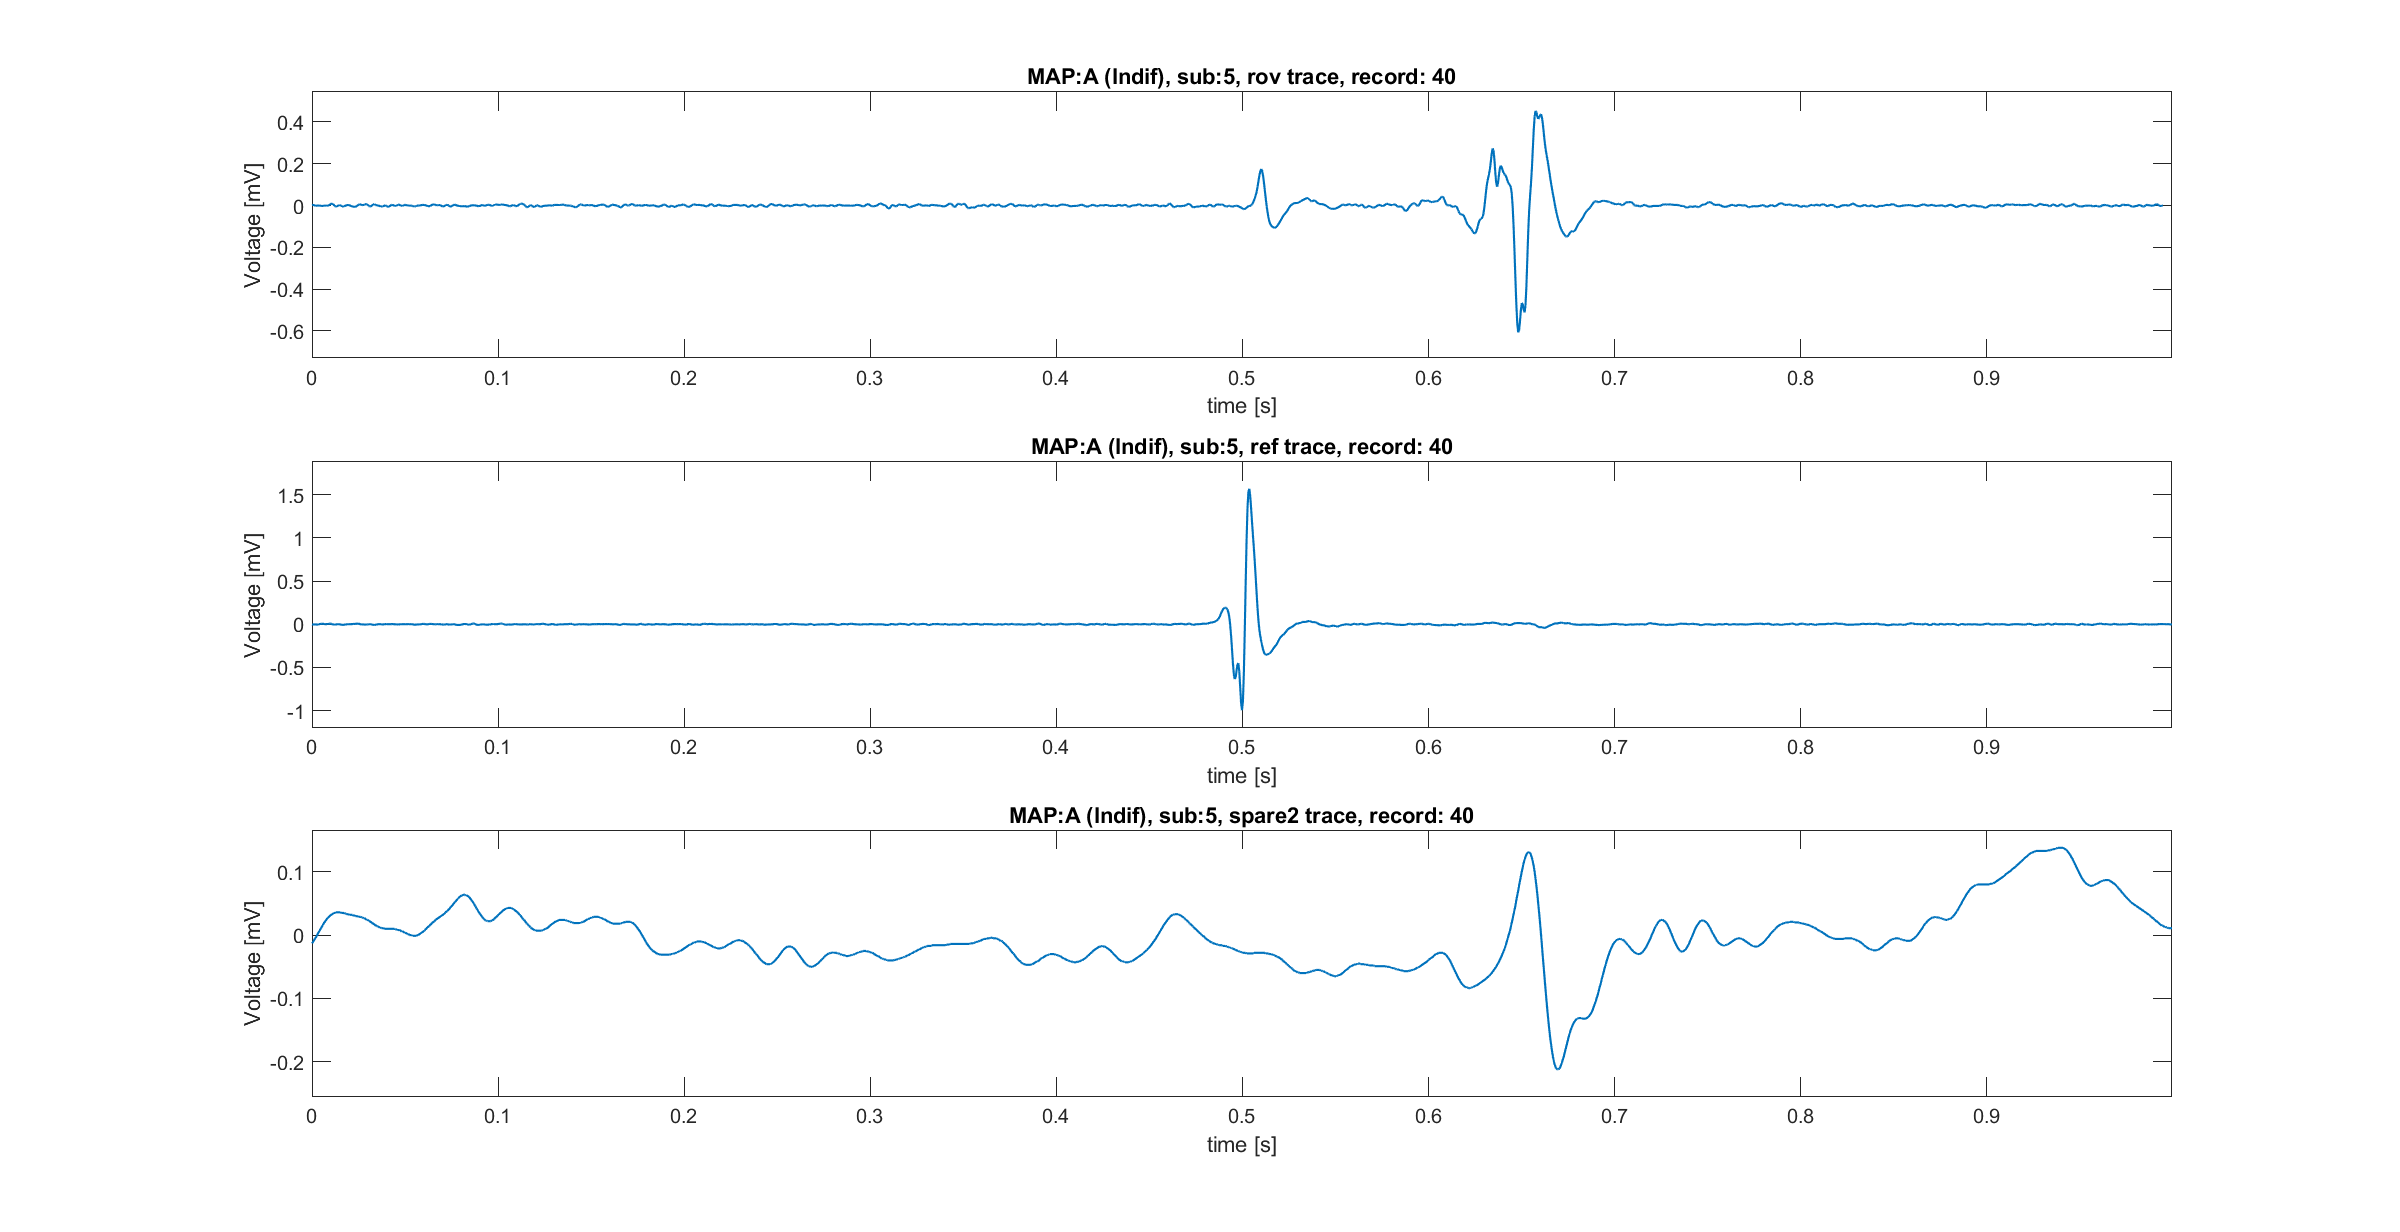 MAP:A (Indif), sub:5, rov trace, record: 40
Voltage [mV]
0.4
0.2
0
-0.2
-0.4
-0.6
0 0.1 0.2 0.3 0.4 0.5 0.6 0.7 0.8 0.9
time [s]
MAP:A (Indif), sub:5, ref trace, record: 40
Voltage [mV]
1.5
1
0.5
0
-0.5
-1
0 0.1 0.2 0.3 0.4 0.5 0.6 0.7 0.8 0.9
time [s]
MAP:A (Indif), sub:5, spare2 trace, record: 40
Voltage [mV]
0.1
0
-0.1
-0.2
0 0.1 0.2 0.3 0.4 0.5 0.6 0.7 0.8 0.9
time [s]